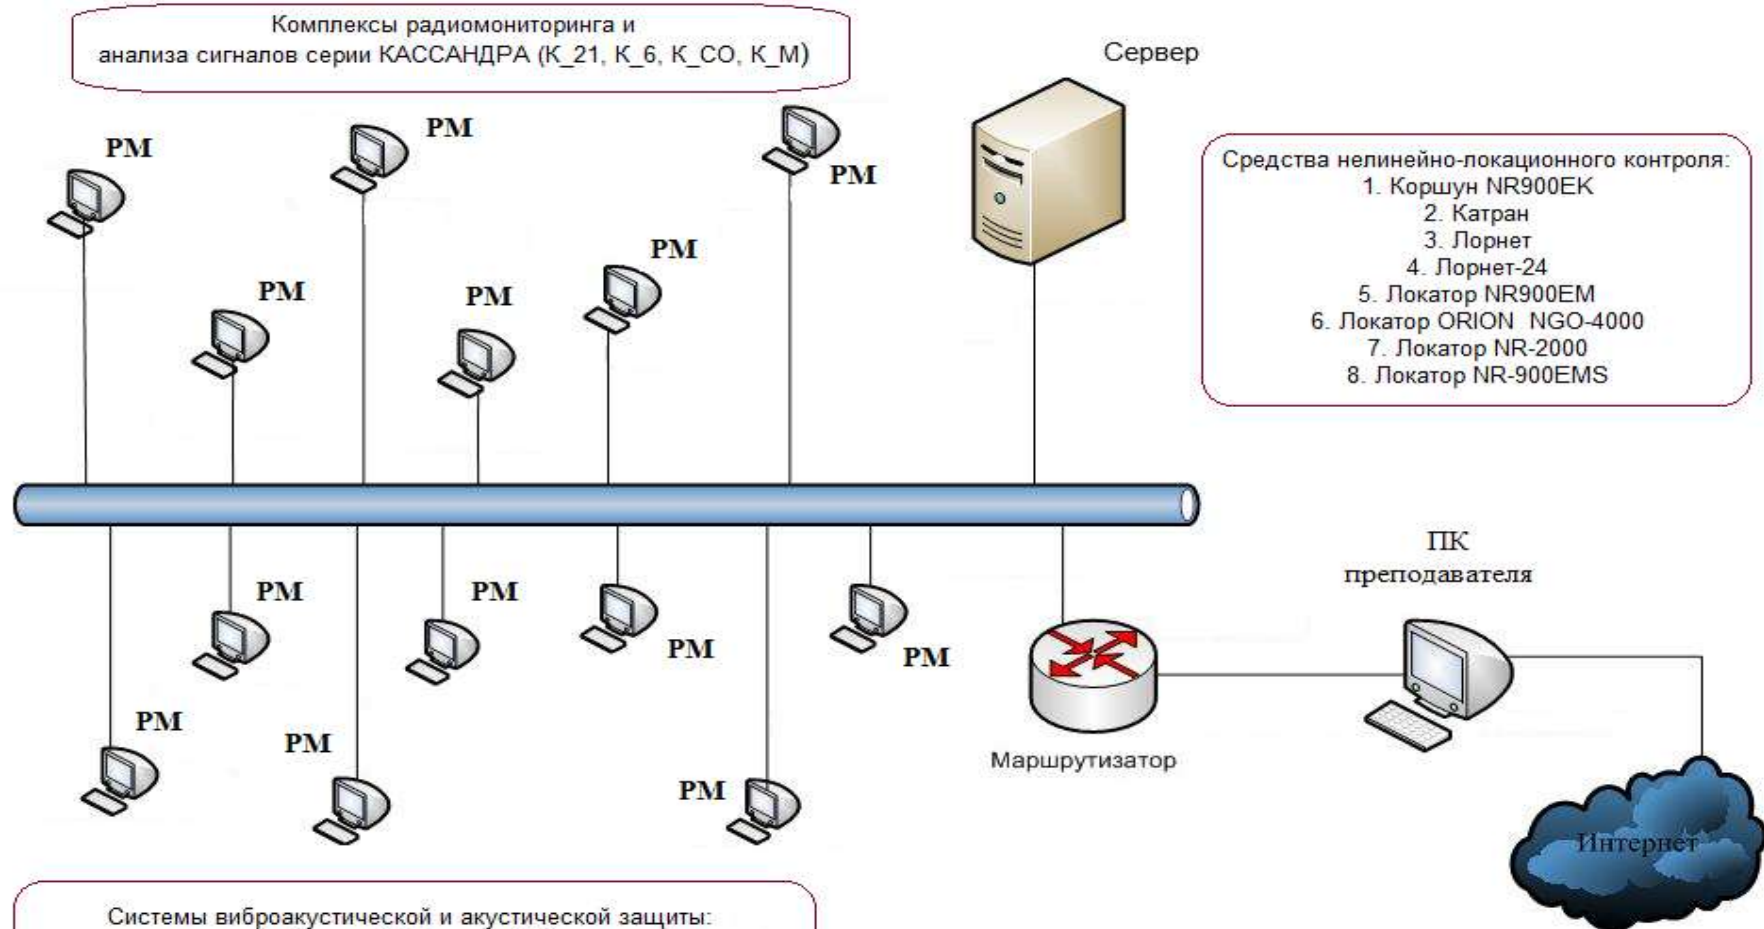 Комплексы радиомониторинга и
анализа сигналов серии КАССАНДРА (К_21, К_6, К_СО, К_М)
Сервер
РМ
РМ
РМ
РМ
РМ
РМ
Средства нелинейно-локационного контроля:
1. Коршун NR900EK
2. Катран
3. Лорнет
4. Лорнет-24
5. Локатор NR900EM
6. Локатор ORION NGO-4000
7. Локатор NR-2000
8. Локатор NR-900EMS
ПК
преподавателя
РМ
РМ
РМ
РМ
РМ
РМ
РМ
Маршрутизатор
Интернет
Системы виброакустической и акустической защиты: